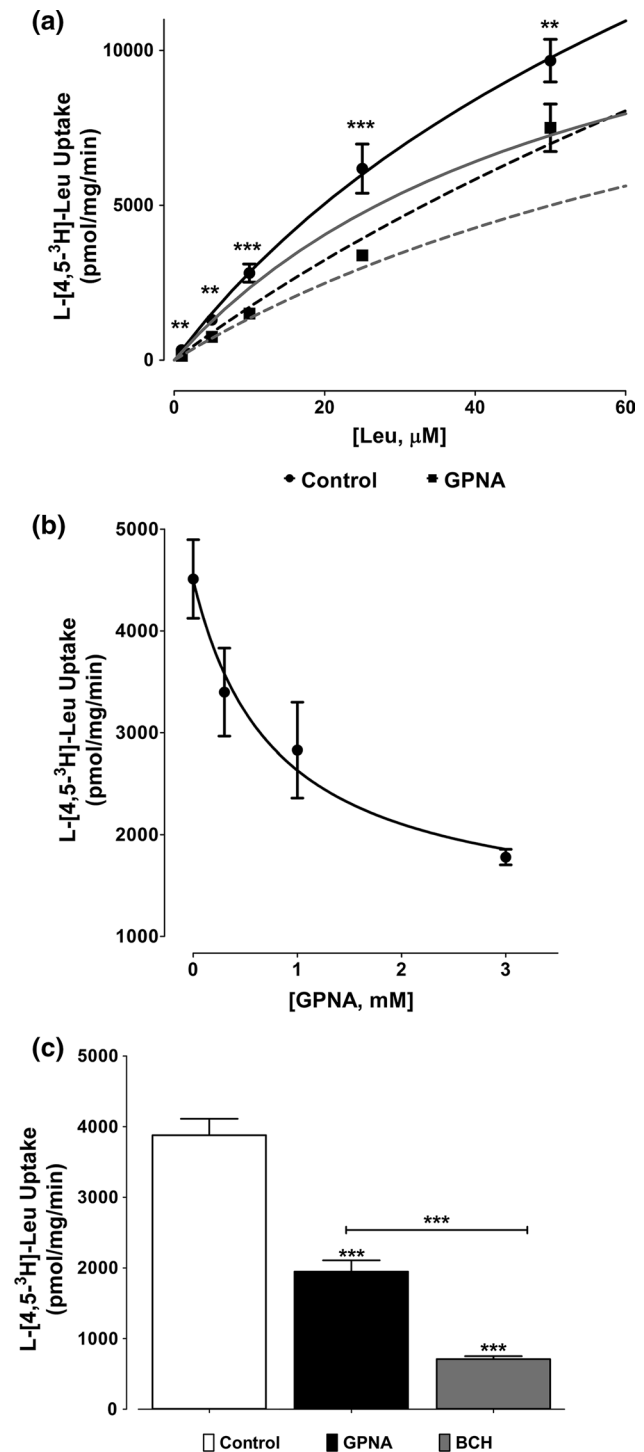 (a)
L-[4,5-³H]-Leu Uptake
(pmol/mg/min)
10000
5000
0
**
**
***
***
**
0 20 40 60
[Leu, μM]
Control GPNA
(b)
L-[4,5-³H]-Leu Uptake
(pmol/mg/min)
5000
4000
3000
2000
1000
0 1 2 3
[GPNA, mM]
(c)
L-[4,5-³H]-Leu Uptake
(pmol/mg/min)
5000
4000
3000
2000
1000
0
***
***
***
Control GPNA BCH